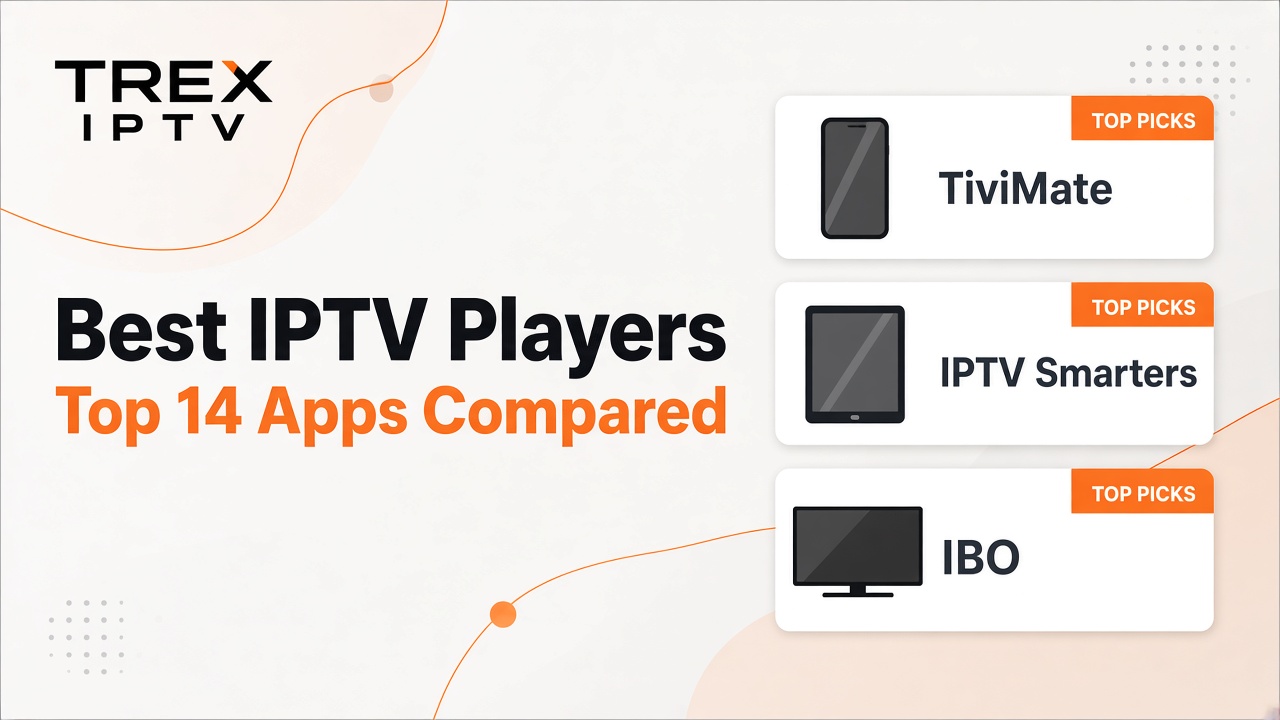 TREX
IPTV
Best IPTV Players
Top 14 Apps Compared
TOP PICKS
TiviMate
TOP PICKS
IPTV Smarters
TOP PICKS
IBO